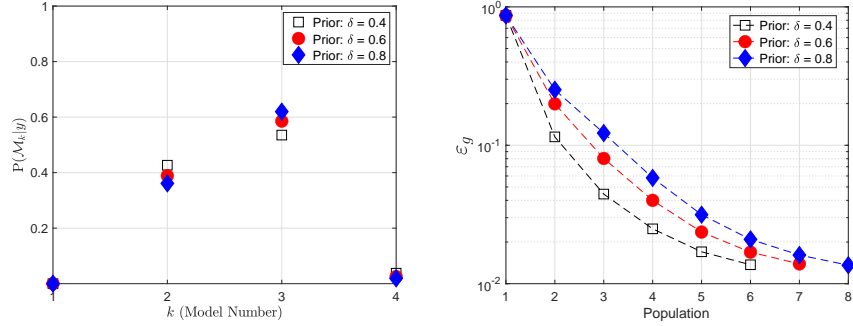 Prior: δ = 0.4
Prior: δ = 0.6
Prior: δ = 0.8
P(ℳ_k|y)
0.8
0.6
0.4
0.2
1
2
3
4
k (Model Number)
Prior: δ = 0.4
Prior: δ = 0.6
Prior: δ = 0.8
ε_g
10^0
10^-1
10^-2
1
2
3
4
5
6
7
8
Population